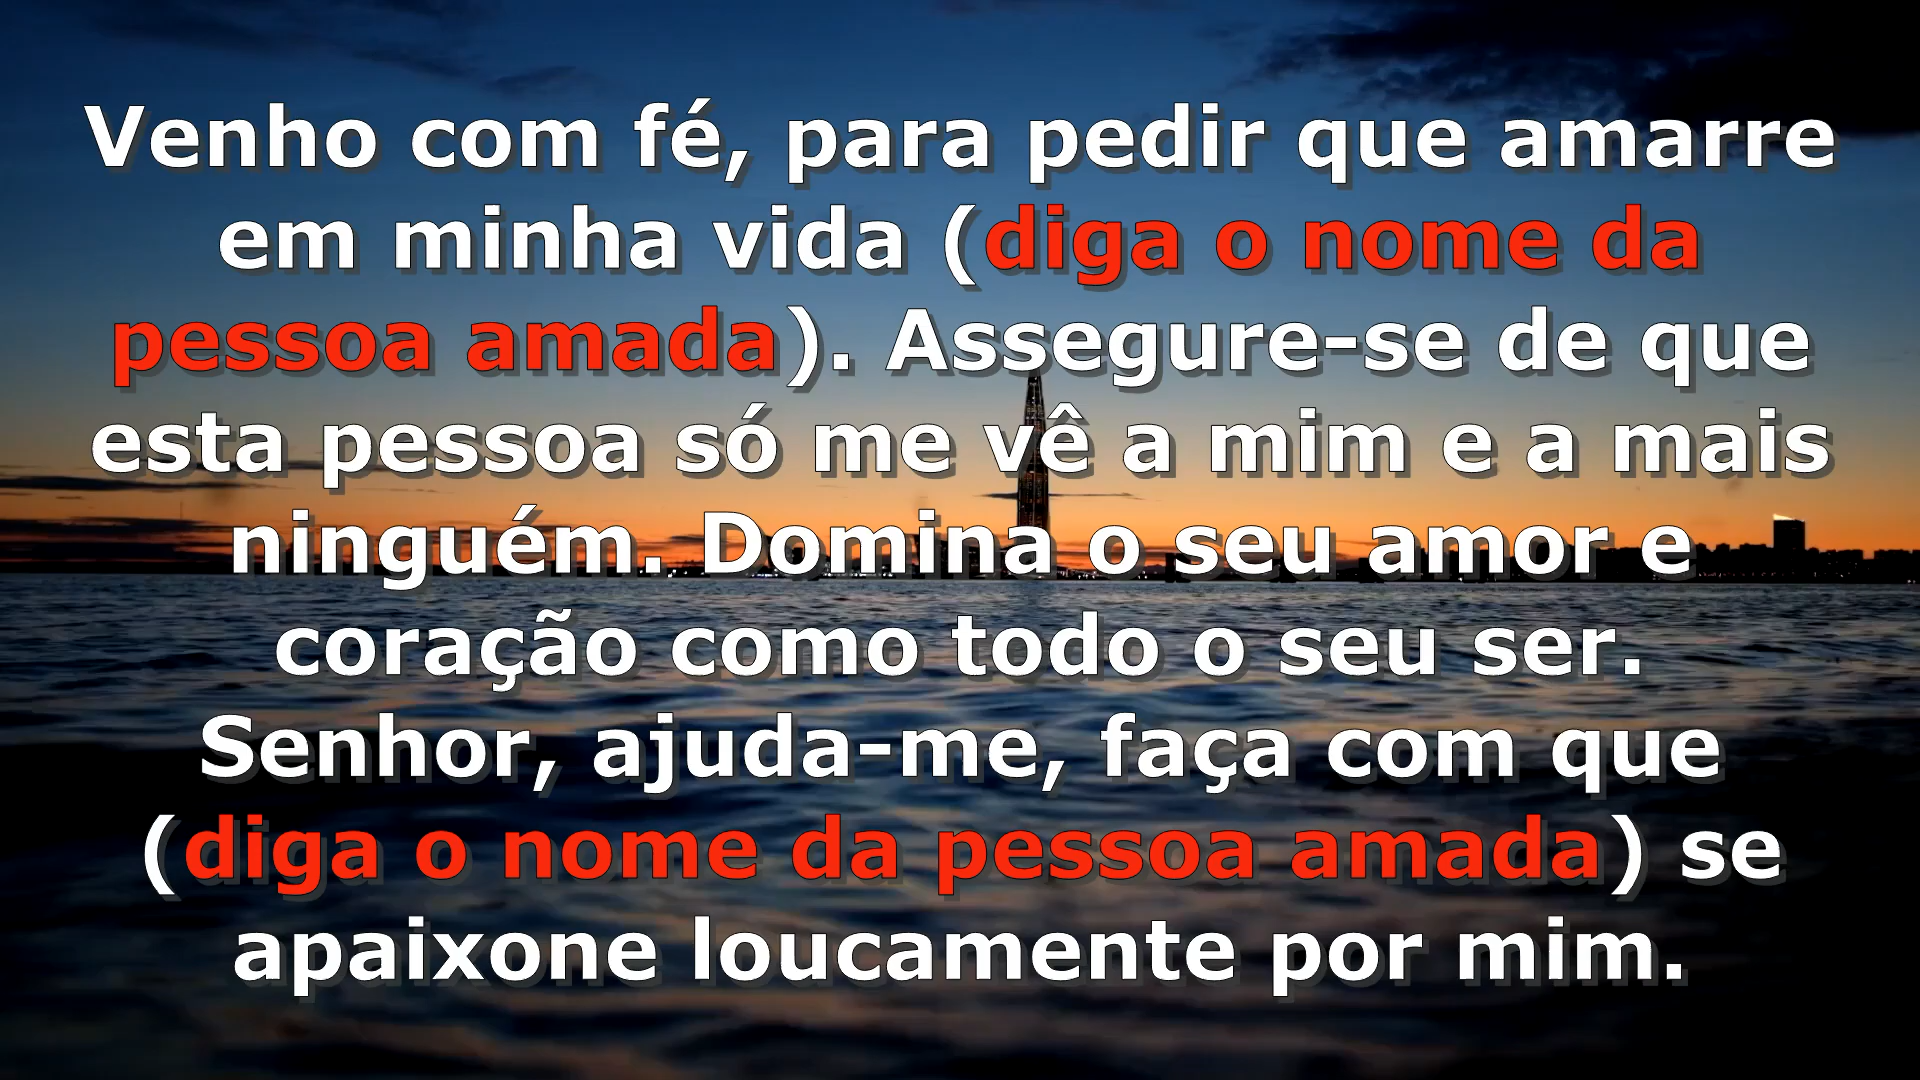 Venho com fé, para pedir que amarre
em minha vida (diga o nome da
pessoa amada). Assegure-se de que
esta pessoa só me vê a mim e a mais
ninguém. Domina o seu amor e
coração como todo o seu ser.
Senhor, ajuda-me, faça com que
(diga o nome da pessoa amada) se
apaixone loucamente por mim.